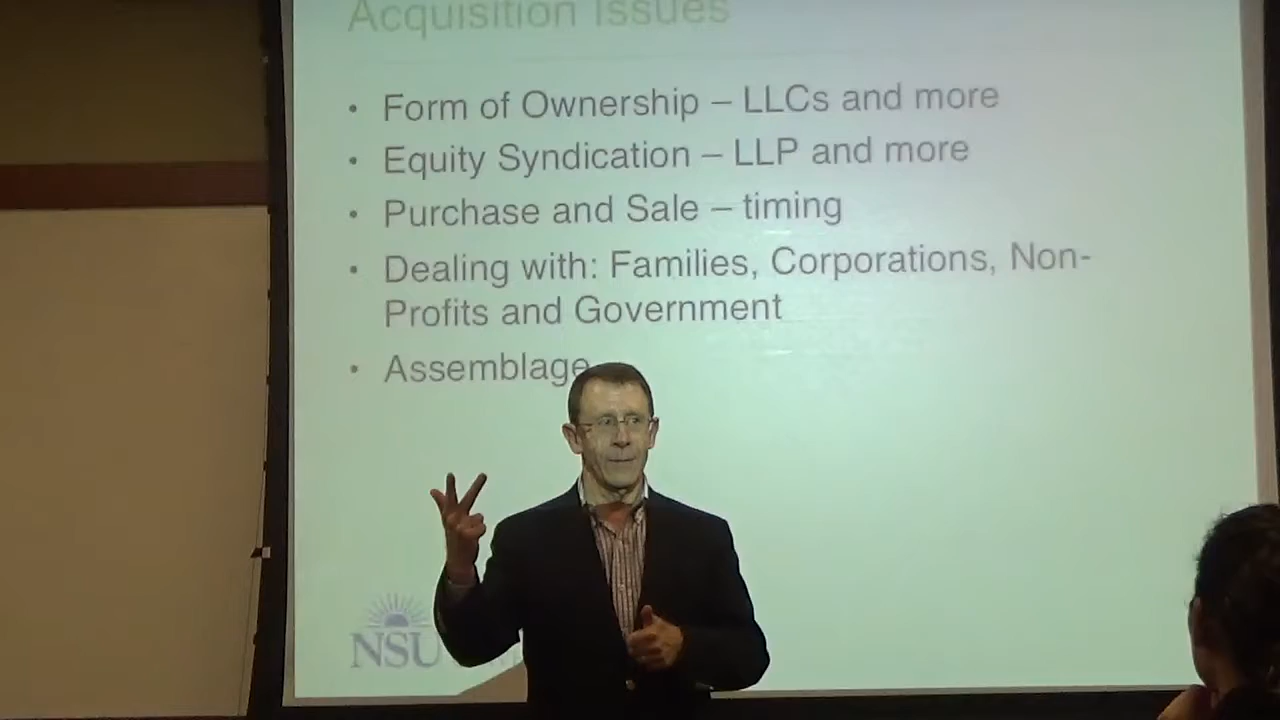 Acquisition Issues
• Form of Ownership – LLCs and more
• Equity Syndication – LLP and more
• Purchase and Sale – timing
• Dealing with: Families, Corporations, Non-
Profits and Government
• Assemblage
NSU